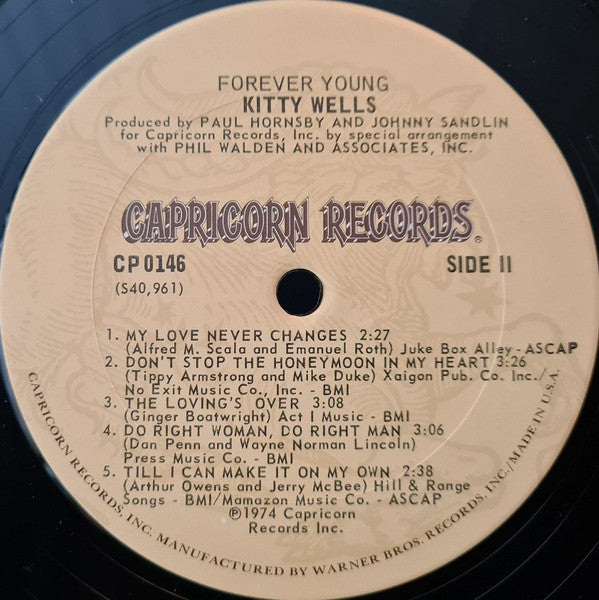 FOREVER YOUNG
KITTY WELLS
Produced by PAUL HORNSBY AND JOHNNY SANDLIN
for Capricorn Records, Inc. by special arrangement
with PHIL WALDEN AND ASSOCIATES, INC.
CAPRICORN RECORDS®
CP 0146
SIDE II
(S40,961)
1. MY LOVE NEVER CHANGES 2:27
(Alfred M. Scala and Emanuel Roth) Juke Box Alley - ASCAP
2. DON'T STOP THE HONEYMOON IN MY HEART 3:26
(Tippy Armstrong and Mike Duke) Xaigon Pub. Co. Inc./
No Exit Music Co., Inc. - BMI
3. THE LOVING'S OVER 3:08
(Ginger Boatwright) Act I Music - BMI
4. DO RIGHT WOMAN, DO RIGHT MAN 3:06
(Dan Penn and Wayne Norman Lincoln)
Press Music Co. - BMI
5. TILL I CAN MAKE IT ON MY OWN 2:38
(Arthur Owens and Jerry McBee) Hill & Range
Songs - BMI/Mamazon Music Co. - ASCAP
Ⓟ1974 Capricorn
Records Inc.
CAPRICORN RECORDS, INC. MANUFACTURED BY WARNER BROS. RECORDS, INC./MADE IN U.S.A.